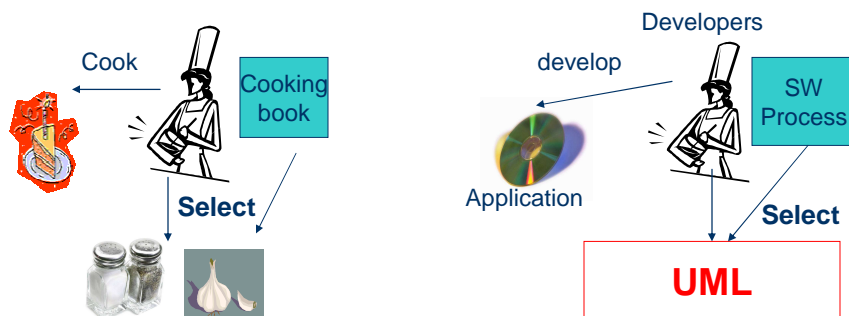 Cook
Cooking
book
Select
Developers
develop
SW
Process
Application
Select
UML